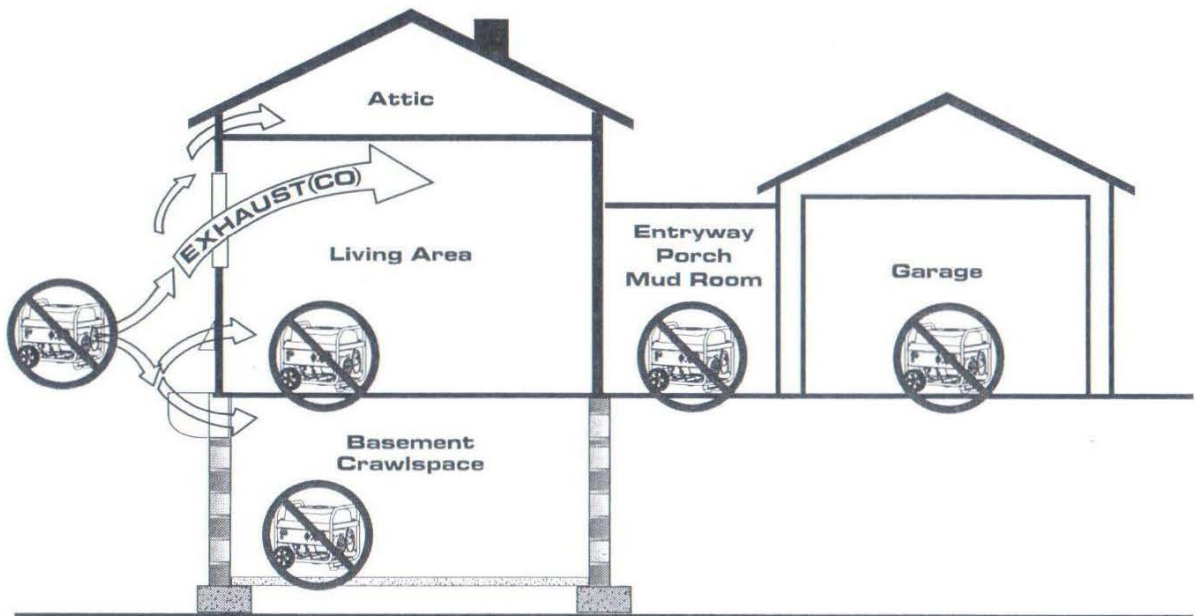 Attic
EXHAUST(CO)
Living Area
Entryway
Porch
Mud Room
Garage
Basement
Crawlspace